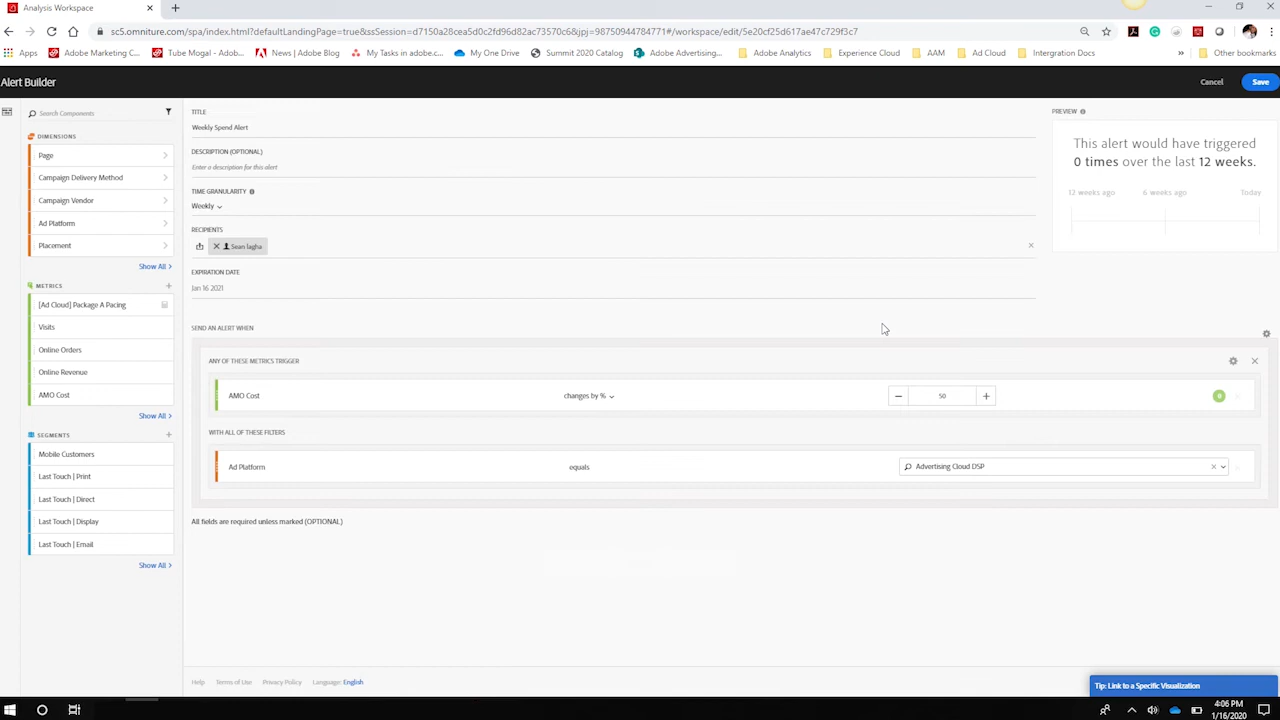 Analysis Workspace
sc5.omniture.com/spa/index.html?defaultLandingPage=true&ssSession=
Apps
Adobe Marketing C...
Tube Mogal - Adob...
News | Adobe Blog
My Tasks in adobe.c...
My One Drive
Summit 2020 Catalog
Adobe Advertising...
Adobe Analytics
Experience Cloud
AAM
Ad Cloud
Intergration Docs
Other bookmarks
Alert Builder
Cancel
Save
Search Components
DIMENSIONS
Page
Campaign Delivery Method
Campaign Vendor
Ad Platform
Placement
Show All
METRICS
[Ad Cloud] Package A Pacing
Visits
Online Orders
Online Revenue
AMO Cost
Show All
SEGMENTS
Mobile Customers
Last Touch | Print
Last Touch | Direct
Last Touch | Display
Last Touch | Email
Show All
TITLE
Weekly Spend Alert
DESCRIPTION (OPTIONAL)
Enter a description for this alert
TIME GRANULARITY
Weekly
RECIPIENTS
Sean Iagha
EXPIRATION DATE
Jan 16 2021
SEND AN ALERT WHEN
ANY OF THESE METRICS TRIGGER
AMO Cost changes by % 50
WITH ALL OF THESE FILTERS
Ad Platform equals Advertising Cloud DSP
All fields are required unless marked (OPTIONAL)
PREVIEW
This alert would have triggered
0 times over the last 12 weeks.
12 weeks ago 6 weeks ago Today
Help Terms of Use Privacy Policy Language: English
Tip: Link to a Specific Visualization
4:06 PM
1/16/2020